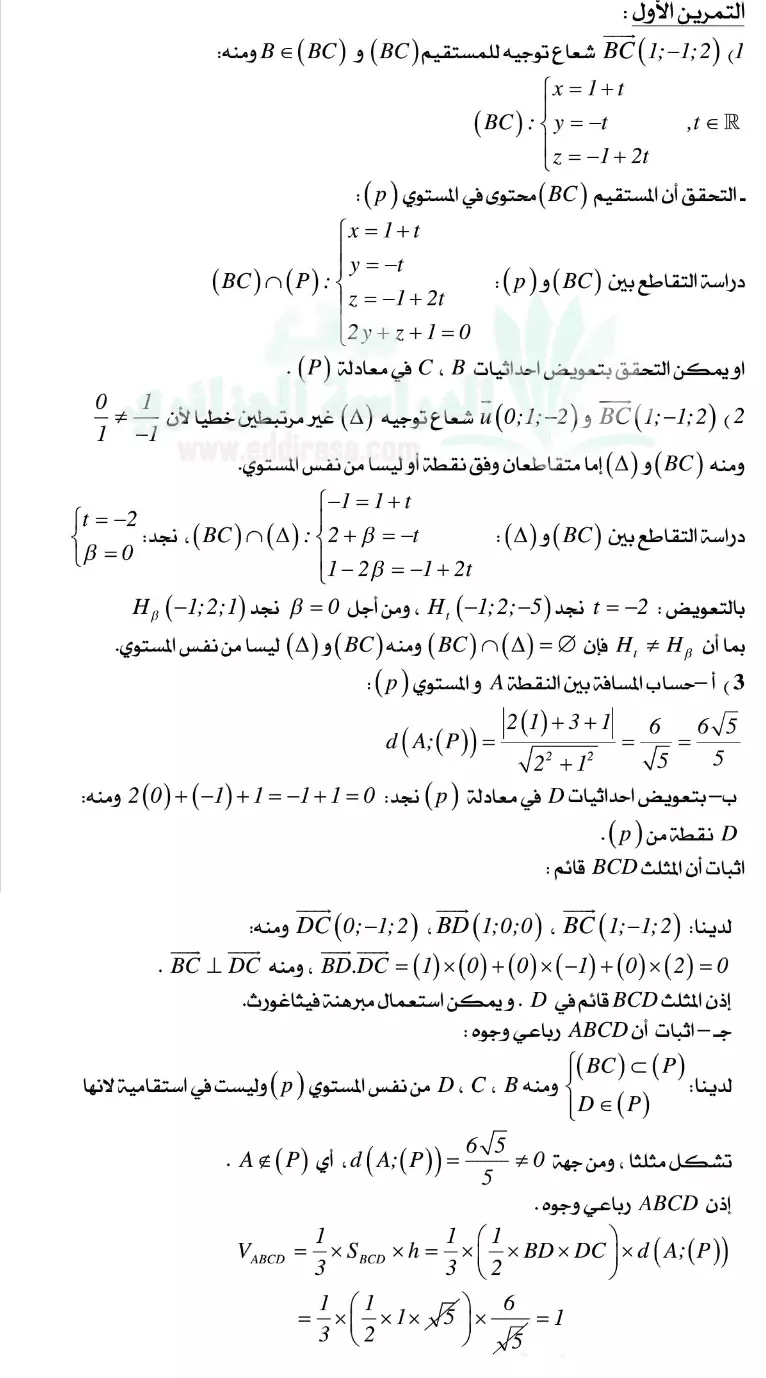 التمرين الأول :
1) $\overrightarrow{BC}(1;-1;2)$ شعاع توجيه للمستقيم $(BC)$ و $B \in (BC)$ ومنه:
$(BC): \begin{cases} x = 1+t \\ y = -t \\ z = -1+2t \end{cases}$ $, t \in \mathbb{R}$
- التحقق أن المستقيم $(BC)$ محتوى في المستوي $(p)$ :
دراسة التقاطع بين $(BC)$ و $(p)$ : $(BC) \cap (P): \begin{cases} x = 1+t \\ y = -t \\ z = -1+2t \\ 2y+z+1=0 \end{cases}$
او يمكن التحقق بتعويض احداثيات $B$ ، $C$ في معادلة $(P)$ .
2) $\overrightarrow{BC}(1;-1;2)$ و $\vec{u}(0;1;-2)$ شعاع توجيه $(\Delta)$ غير مرتبطين خطيا لأن $\frac{0}{1} \neq \frac{1}{-1}$
www.eddirasa.com
ومنه $(BC)$ و $(\Delta)$ إما متقاطعان وفق نقطة أو ليسا من نفس المستوي.
دراسة التقاطع بين $(BC)$ و $(\Delta)$ : $(BC) \cap (\Delta): \begin{cases} -1 = 1+t \\ 2+\beta = -t \\ 1-2\beta = -1+2t \end{cases}$ ، نجد: $\begin{cases} t = -2 \\ \beta = 0 \end{cases}$
بالتعويض : $t = -2$ نجد $H_t(-1;2;-5)$ ، ومن أجل $\beta = 0$ نجد $H_\beta(-1;2;1)$
بما أن $H_t \neq H_\beta$ فإن $(BC) \cap (\Delta) = \varnothing$ ومنه $(BC)$ و $(\Delta)$ ليسا من نفس المستوي.
3) أ- حساب المسافة بين النقطة $A$ و المستوي $(p)$ :
$d(A;(P)) = \frac{|2(1)+3+1|}{\sqrt{2^2+1^2}} = \frac{6}{\sqrt{5}} = \frac{6\sqrt{5}}{5}$
ب- بتعويض احداثيات $D$ في معادلة $(p)$ نجد: $2(0)+(-1)+1=-1+1=0$ ومنه:
$D$ نقطة من $(p)$ .
اثبات أن المثلث $BCD$ قائم :
لدينا: $\overrightarrow{BC}(1;-1;2)$ ، $\overrightarrow{BD}(1;0;0)$ ، $\overrightarrow{DC}(0;-1;2)$ ومنه:
$\overrightarrow{BD}.\overrightarrow{DC} = (1)\times(0)+(0)\times(-1)+(0)\times(2)=0$ ، ومنه $\overrightarrow{BC} \perp \overrightarrow{DC}$ .
إذن المثلث $BCD$ قائم في $D$ . و يمكن استعمال مبرهنة فيثاغورث.
جـ - اثبات أن $ABCD$ رباعي وجوه :
لدينا: $\begin{cases} (BC) \subset (P) \\ D \in (P) \end{cases}$ ومنه $D$ ، $C$ ، $B$ من نفس المستوي $(p)$ وليست في استقامية لانها
تشكل مثلثا ، ومن جهة $d(A;(P)) = \frac{6\sqrt{5}}{5} \neq 0$ ، أي $A \notin (P)$ .
إذن $ABCD$ رباعي وجوه .
$V_{ABCD} = \frac{1}{3} \times S_{BCD} \times h = \frac{1}{3} \times \left(\frac{1}{2} \times BD \times DC\right) \times d(A;(P))$
$= \frac{1}{3} \times \left(\frac{1}{2} \times 1 \times \sqrt{5}\right) \times \frac{6}{\sqrt{5}} = 1$